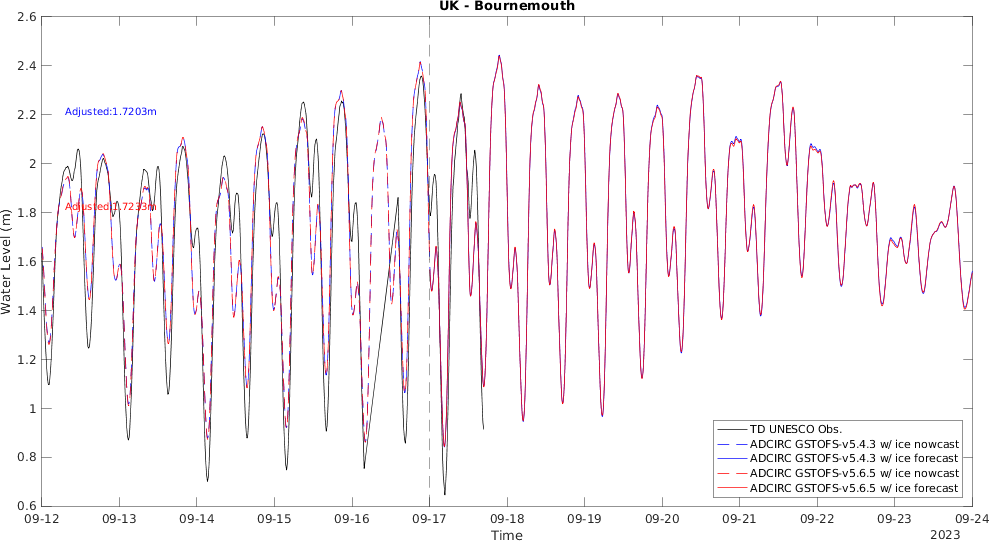 UK - Bournemouth
2.6
2.4
2.2
2
1.8
1.6
1.4
1.2
1
0.8
0.6
Water Level (m)
Adjusted:1.7203m
Adjusted:1.7233m
TD UNESCO Obs.
ADCIRC GSTOFS-v5.4.3 w/ ice nowcast
ADCIRC GSTOFS-v5.4.3 w/ ice forecast
ADCIRC GSTOFS-v5.6.5 w/ ice nowcast
ADCIRC GSTOFS-v5.6.5 w/ ice forecast
09-12 09-13 09-14 09-15 09-16 09-17 09-18 09-19 09-20 09-21 09-22 09-23 09-24
Time
2023